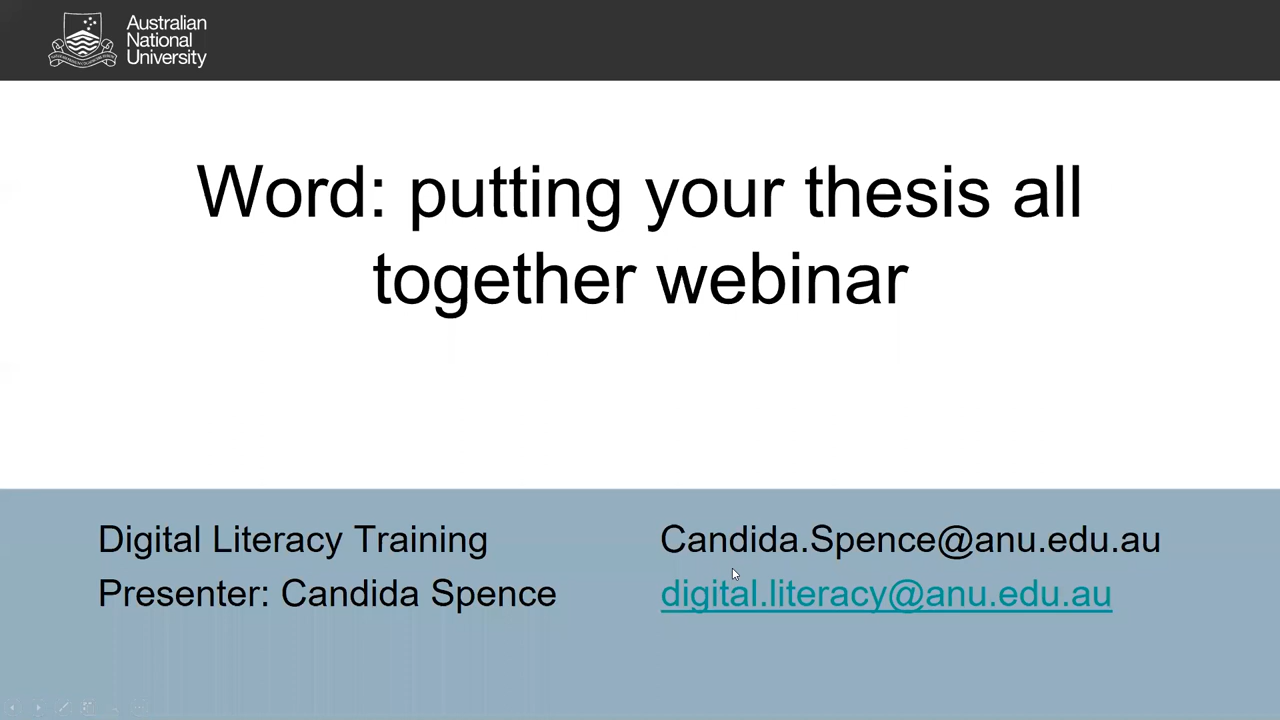 Australian
National
University
Word: putting your thesis all
together webinar
Digital Literacy Training
Candida.Spence@anu.edu.au
Presenter: Candida Spence
digital.literacy@anu.edu.au